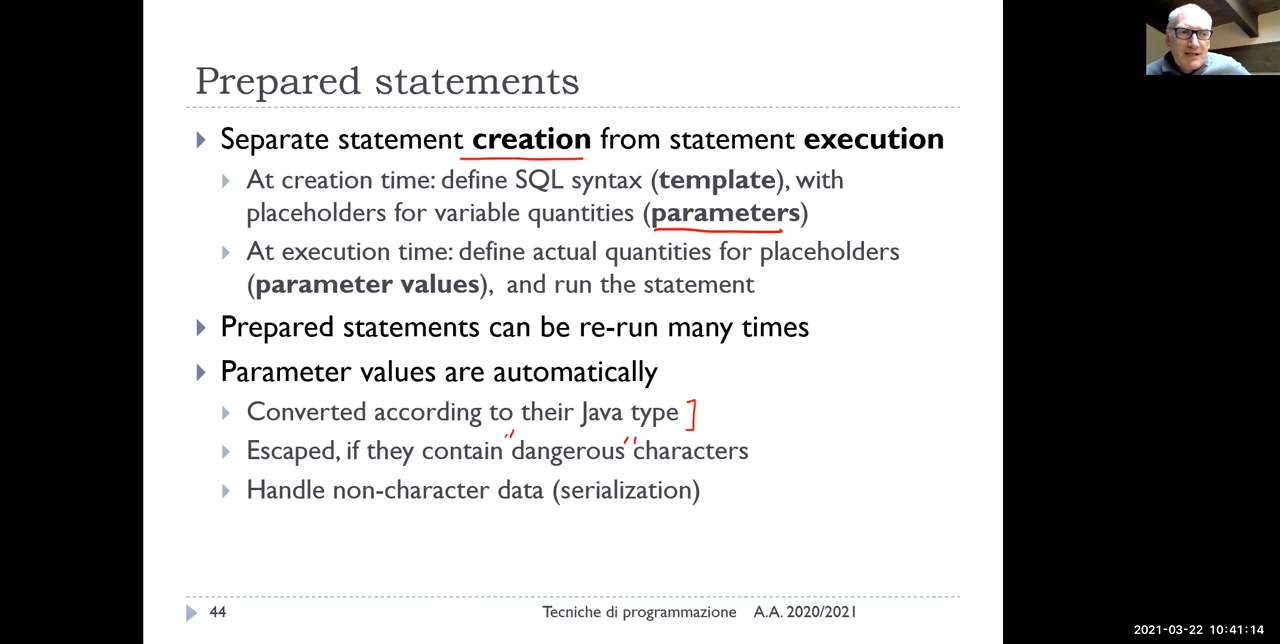 Prepared statements
Separate statement creation from statement execution
At creation time: define SQL syntax (template), with
placeholders for variable quantities (parameters)
At execution time: define actual quantities for placeholders
(parameter values), and run the statement
Prepared statements can be re-run many times
Parameter values are automatically
Converted according to their Java type ]
Escaped, if they contain "dangerous" characters
Handle non-character data (serialization)
44 Tecniche di programmazione A.A. 2020/2021
2021-03-22 10:41:14